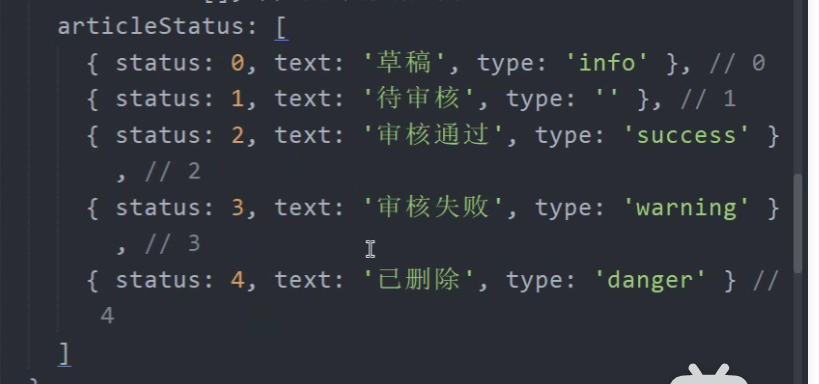 articleStatus: [
{ status: 0, text: '草稿', type: 'info' }, // 0
{ status: 1, text: '待审核', type: '' }, // 1
{ status: 2, text: '审核通过', type: 'success' }
, // 2
{ status: 3, text: '审核失败', type: 'warning' }
, // 3
{ status: 4, text: '已删除', type: 'danger' } //
4
]